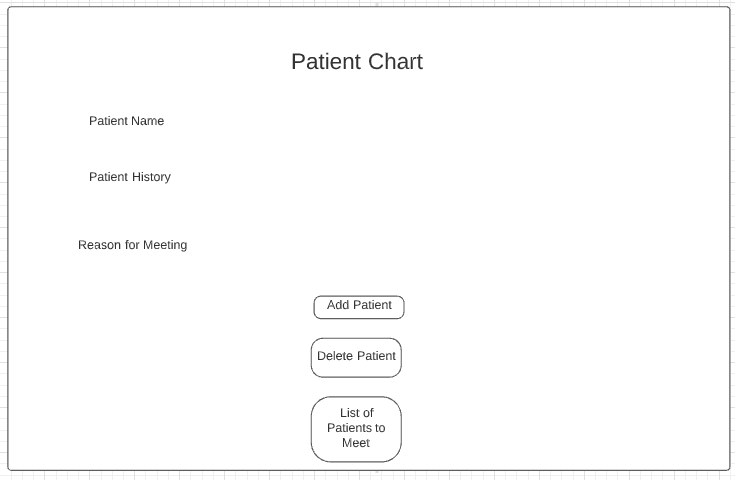 Patient Chart
Patient Name
Patient History
Reason for Meeting
Add Patient
Delete Patient
List of
Patients to
Meet